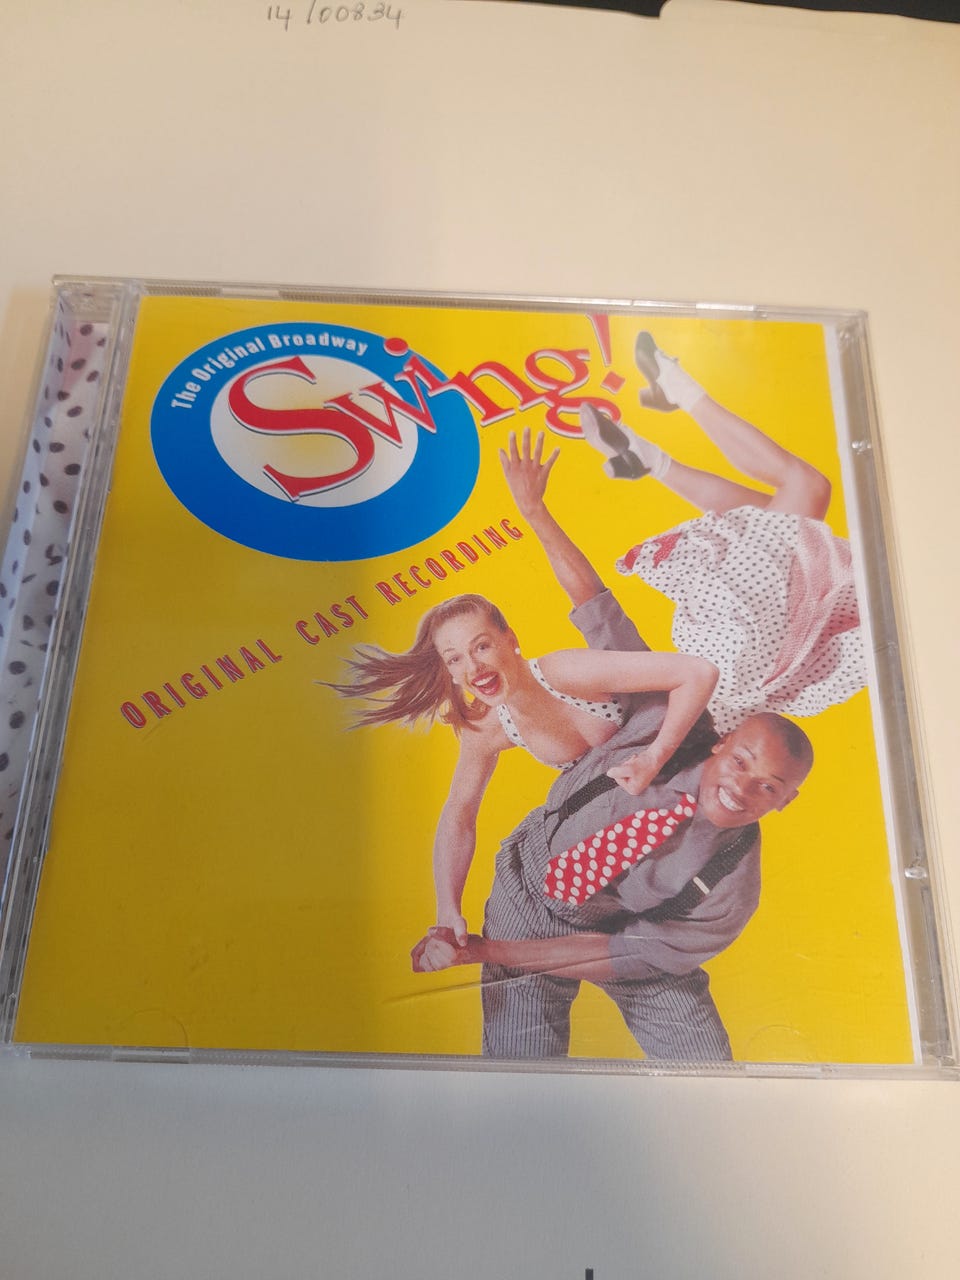 14/00834
The Original Broadway
Swing!
ORIGINAL CAST RECORDING